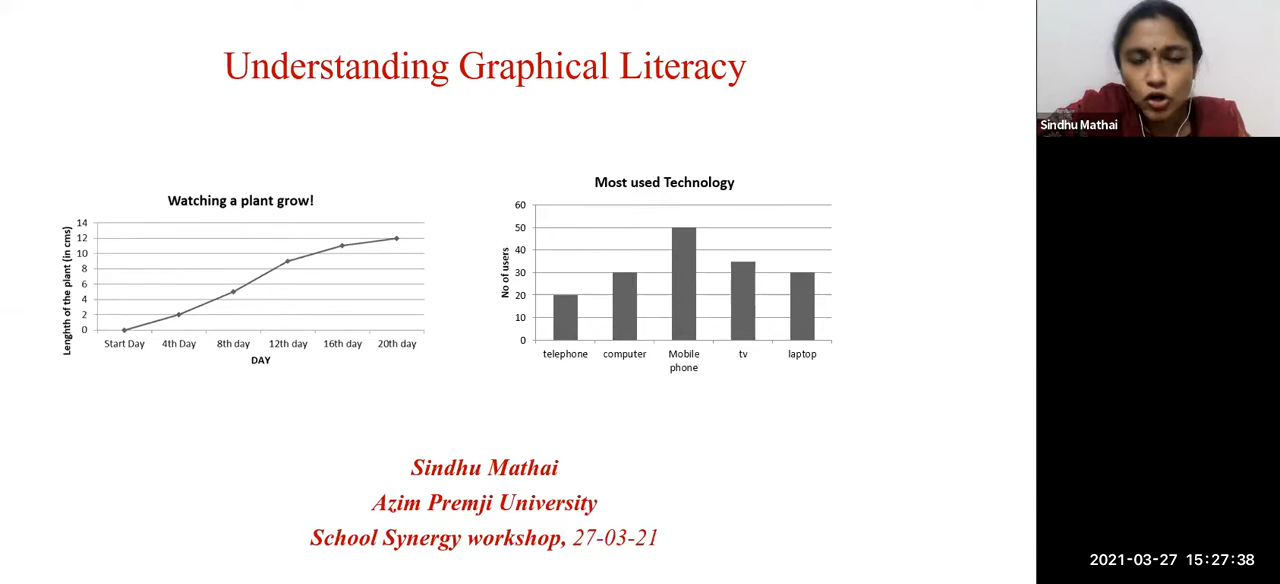 Understanding Graphical Literacy
Sindhu Mathai
Watching a plant grow!
Lenghth of the plant (in cms)
14
12
10
8
6
4
2
0
Start Day 4th Day 8th day 12th day 16th day 20th day
DAY
Most used Technology
No of users
60
50
40
30
20
10
0
telephone computer Mobile phone tv laptop
Sindhu Mathai
Azim Premji University
School Synergy workshop, 27-03-21
2021-03-27 15:27:38